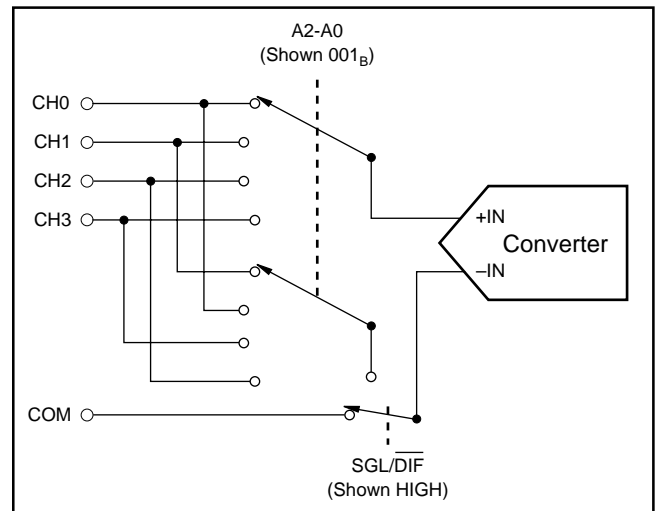 A2-A0
(Shown 001B)
CH0
CH1
CH2
CH3
+IN
Converter
–IN
COM
SGL/DIF
(Shown HIGH)